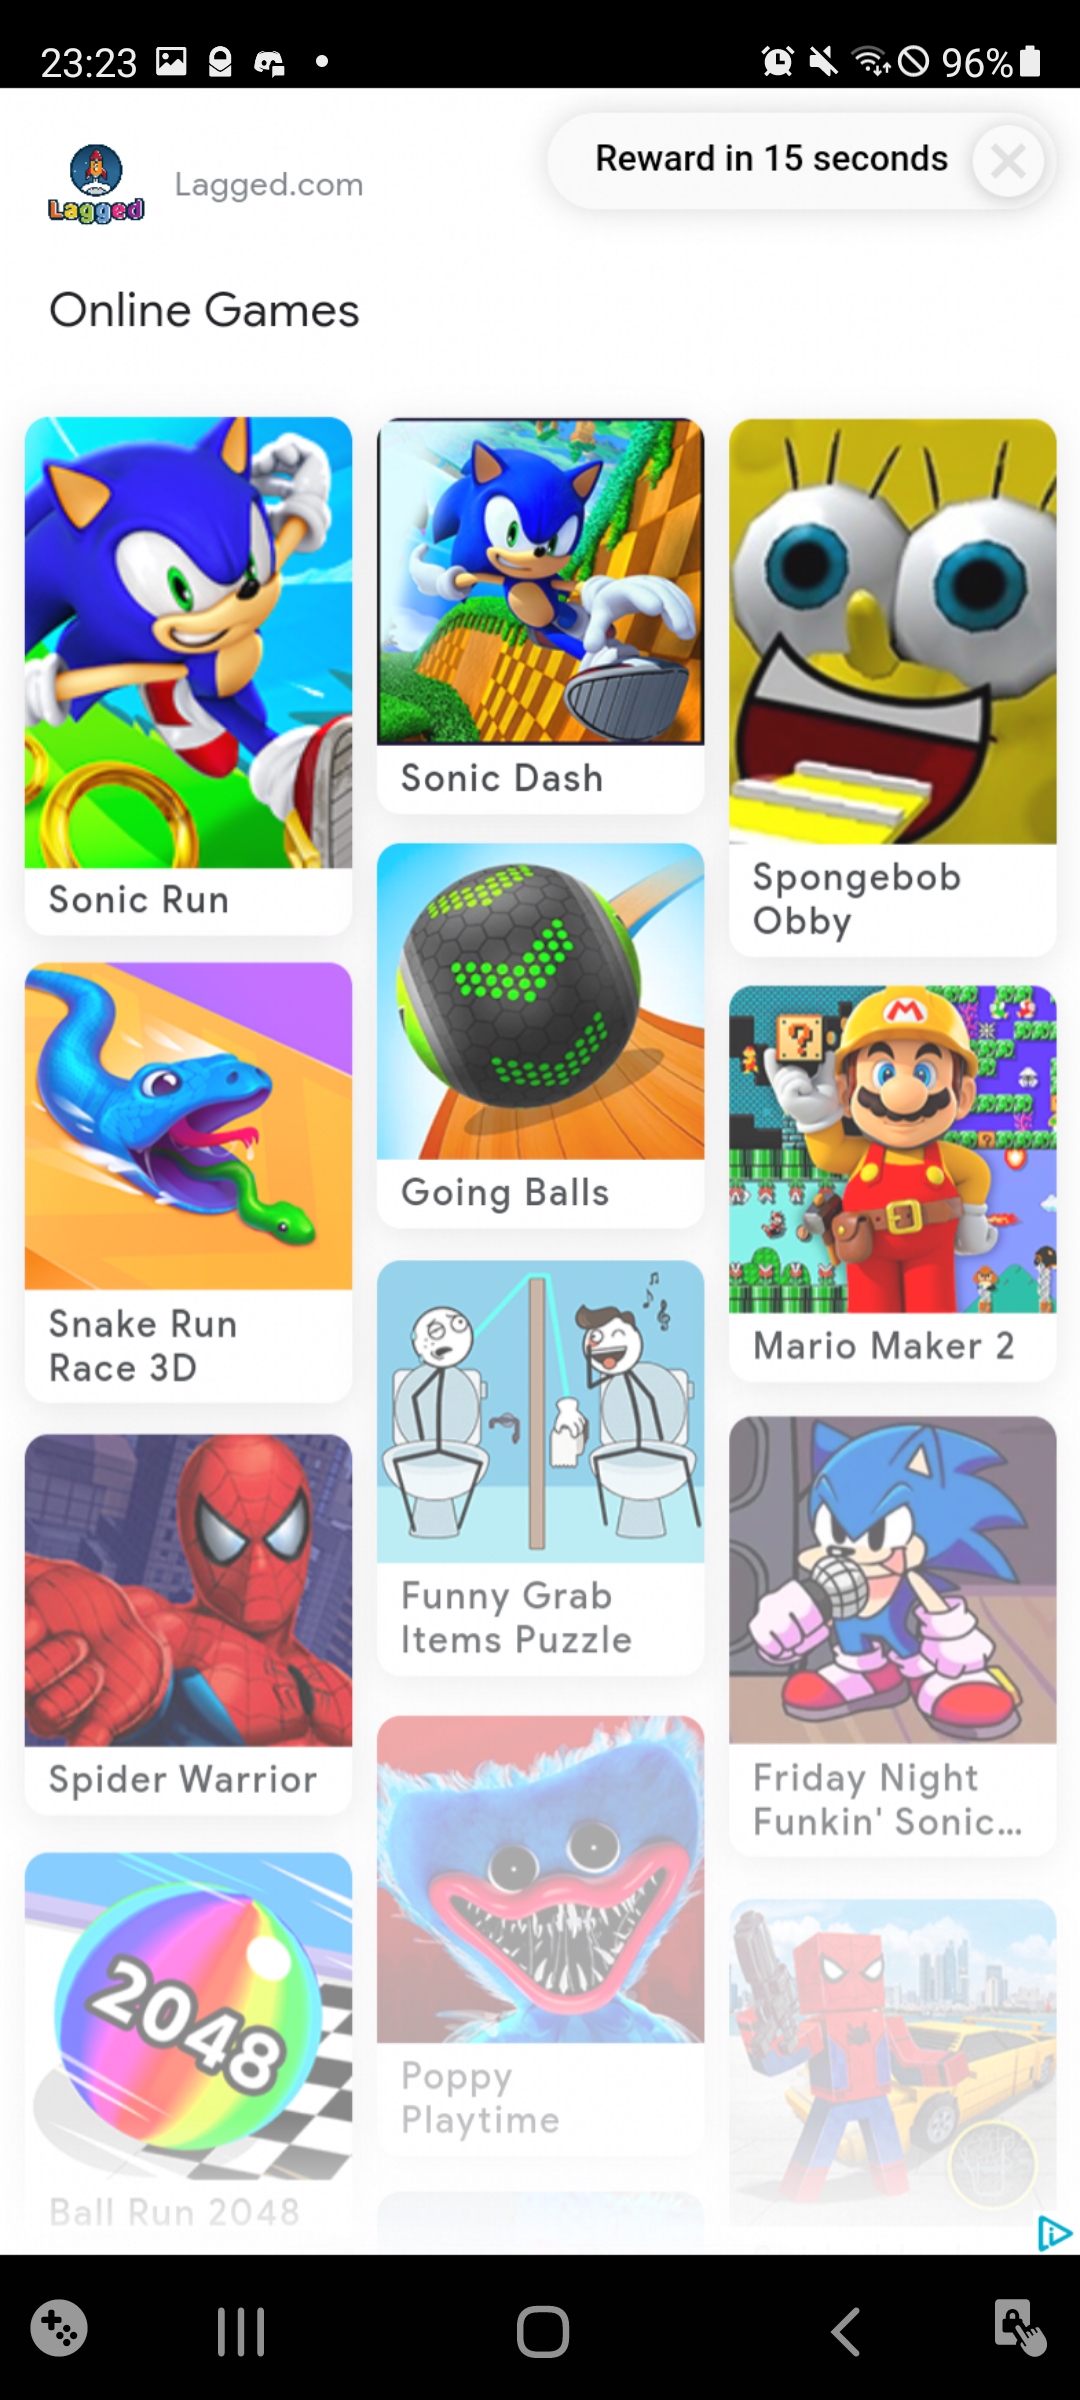 23:23
96%
Lagged
Lagged.com
Reward in 15 seconds
Online Games
Sonic Run
Sonic Dash
Spongebob
Obby
Snake Run
Race 3D
Going Balls
M
?
Mario Maker 2
Spider Warrior
Funny Grab
Items Puzzle
Friday Night
Funkin' Sonic...
2048
Ball Run 2048
Poppy
Playtime